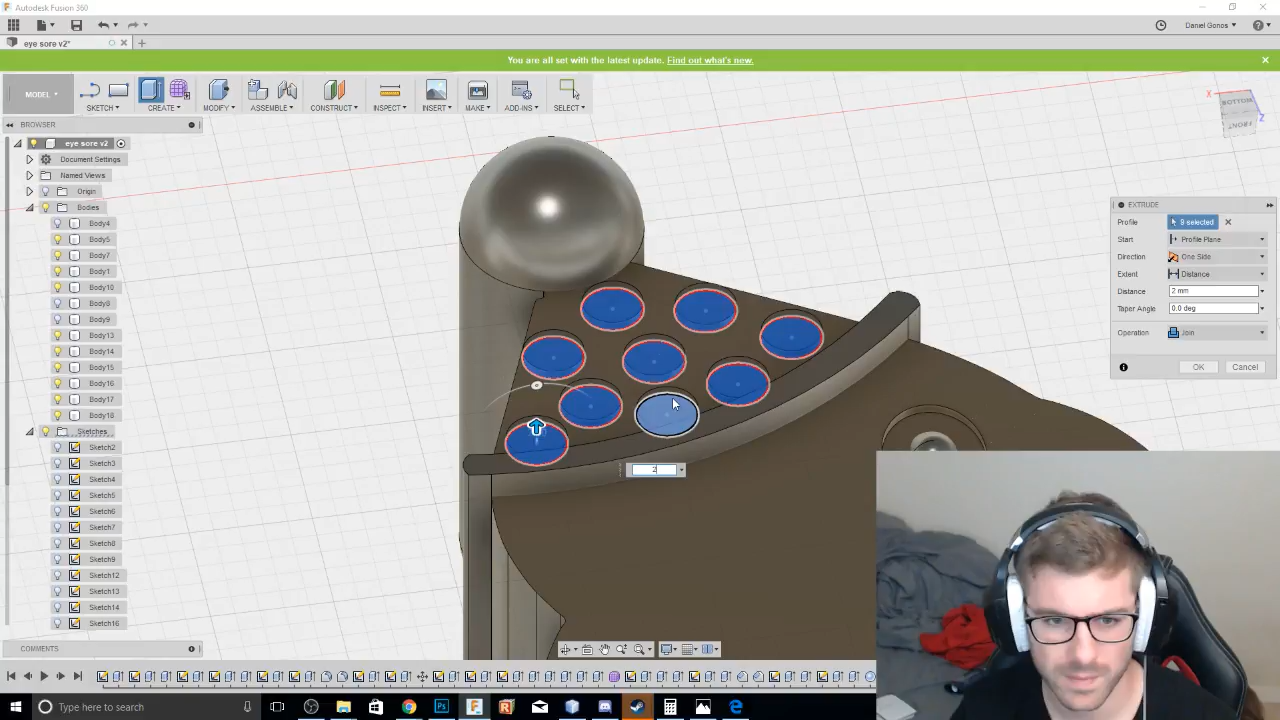 Autodesk Fusion 360
Daniel Gonos
eye sore v2*
You are all set with the latest update. Find out what's new.
MODEL
SKETCH
CREATE
MODIFY
ASSEMBLE
CONSTRUCT
INSPECT
INSERT
MAKE
ADD-INS
SELECT
BROWSER
eye sore v2
Document Settings
Named Views
Origin
Bodies
Body4
Body5
Body7
Body1
Body10
Body8
Body9
Body13
Body14
Body15
Body16
Body17
Body18
Sketches
Sketch2
Sketch3
Sketch4
Sketch5
Sketch6
Sketch7
Sketch8
Sketch9
Sketch12
Sketch13
Sketch14
Sketch16
X
Z
BOTTOM
FRONT
EXTRUDE
Profile 9 selected
Start Profile Plane
Direction One Side
Extent Distance
Distance 2 mm
Taper Angle 0.0 deg
Operation Join
OK Cancel
2
COMMENTS
Type here to search